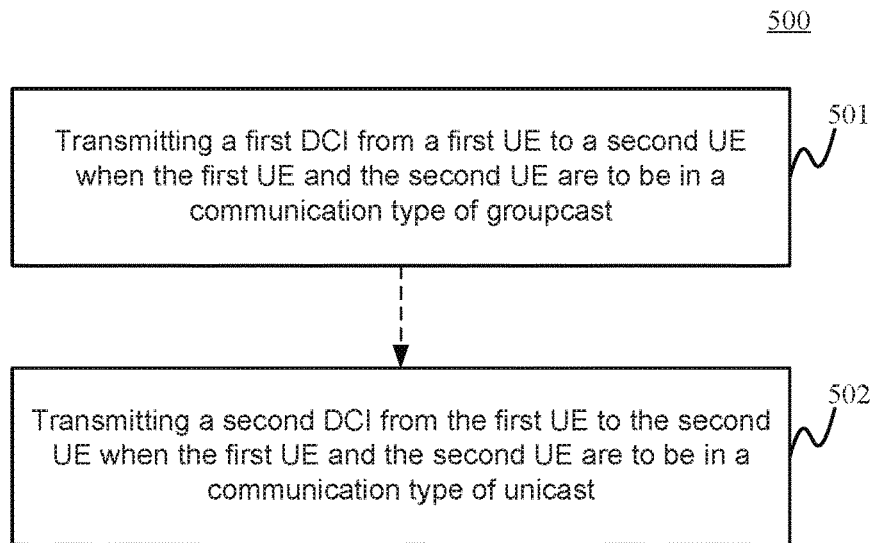 500
Transmitting a first DCI from a first UE to a second UE
when the first UE and the second UE are to be in a
communication type of groupcast
501
Transmitting a second DCI from the first UE to the second
UE when the first UE and the second UE are to be in a
communication type of unicast
502